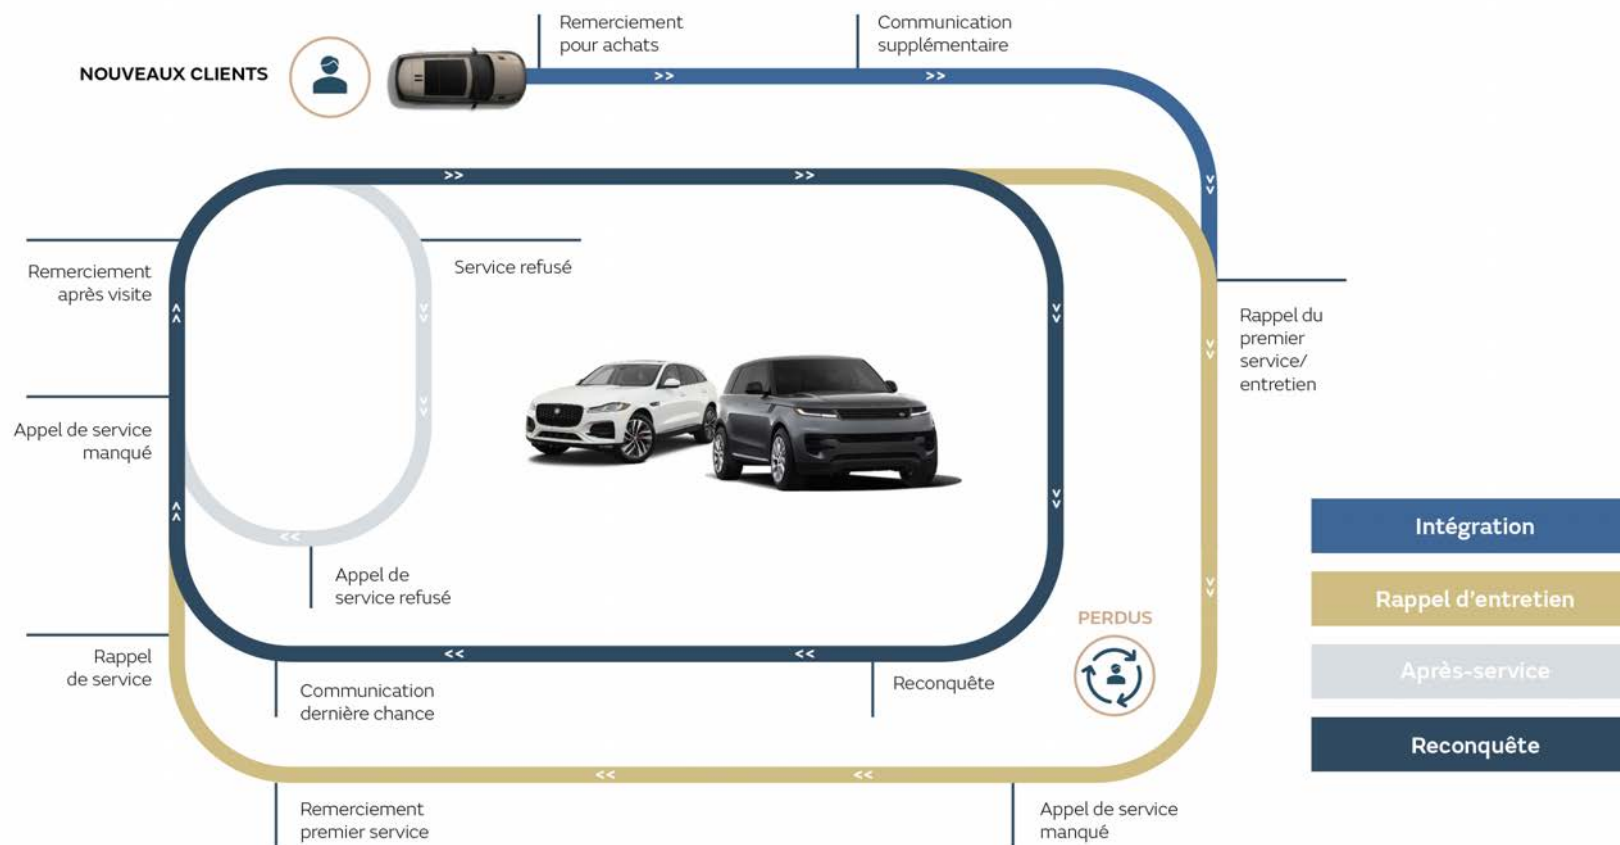 Remerciement
pour achats
Communication
supplémentaire
NOUVEAUX CLIENTS
>>
>>
>>
>>
>>
Remerciement
après visite
Service refusé
>>
>>
>>
>>
Rappel du
premier
service/
entretien
>>
>>
Appel de service
manqué
>>
>>
<<
Appel de
service refusé
>>
Intégration
Rappel d'entretien
PERDUS
Rappel
de service
<<
<<
Communication
dernière chance
Reconquête
Après-service
Reconquête
<<
<<
Remerciement
premier service
Appel de service
manqué